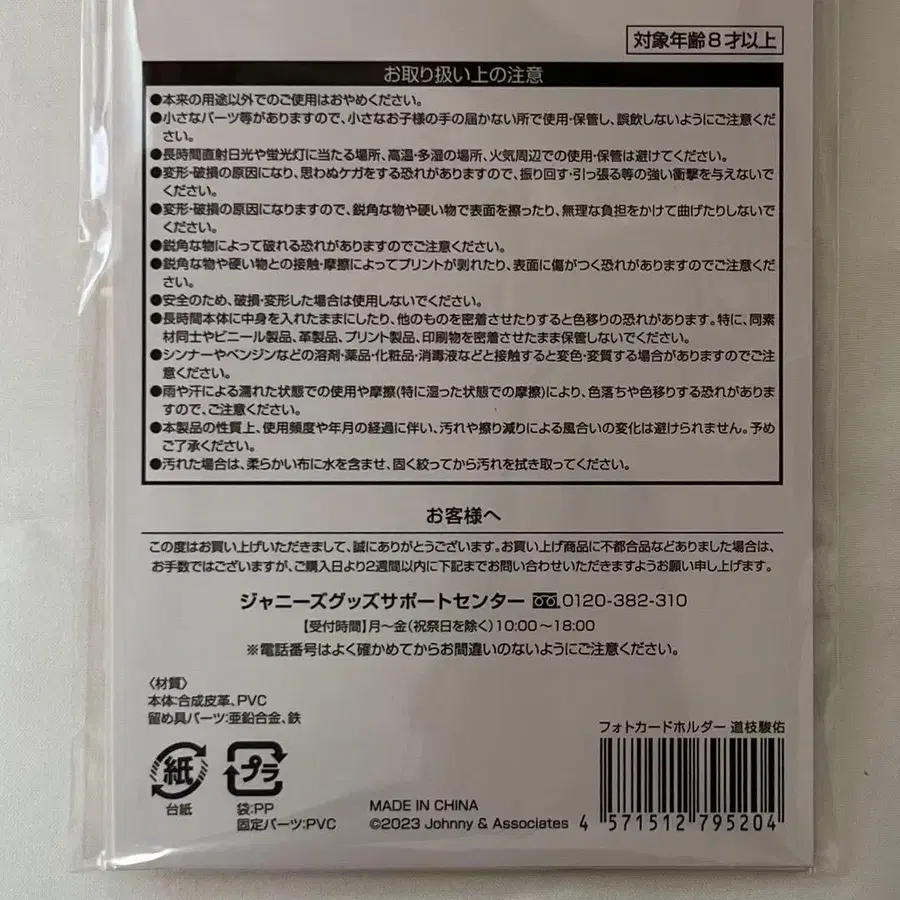 対象年齢8才以上
お取り扱い上の注意
●本来の用途以外でのご使用はおやめください。
●小さなパーツ等がありますので、小さなお子様の手の届かない所で使用・保管し、誤飲しないようにご注意くだ
さい。
●長時間直射日光や蛍光灯に当たる場所、高温・多湿の場所、火気周辺での使用・保管は避けてください。
●変形・破損の原因になり、思わぬケガをする恐れがありますので、振り回す・引っ張る等の強い衝撃を与えないで
ください。
●変形・破損の原因になりますので、鋭角な物や硬い物で表面を擦ったり、無理な負担をかけて曲げたりしないで
ください。
●鋭角な物によって破れる恐れがありますのでご注意ください。
●鋭角な物や硬い物との接触・摩擦によってプリントが剥れたり、表面に傷がつく恐れがありますのでご注意くだ
さい。
●安全のため、破損・変形した場合は使用しないでください。
●長時間本体に中身を入れたままにしたり、他のものを密着させたりすると色移りの恐れがあります。特に、同素
材同士やビニール製品、革製品、プリント製品、印刷物を密着させたまま保管しないでください。
●シンナーやベンジンなどの溶剤・薬品・化粧品・消毒液などと接触すると変色・変質する場合がありますのでご注
意ください。
●雨や汗による濡れた状態での使用や摩擦(特に湿った状態での摩擦)により、色落ちや色移りする恐れがありま
すので、ご注意ください。
●本製品の性質上、使用頻度や年月の経過に伴い、汚れや擦り減りによる風合いの変化は避けられません。予め
ご了承ください。
●汚れた場合は、柔らかい布に水を含ませ、固く絞ってから汚れを拭き取ってください。
お客様へ
この度はお買い上げいただきまして、誠にありがとうございます。お買い上げ商品に不都合品などありました場合は、
お手数ではございますが、ご購入日より2週間以内に下記までお問い合わせいただきますようお願い申し上げます。
ジャニーズグッズサポートセンター 0120-382-310
【受付時間】月～金(祝祭日を除く)10:00～18:00
※電話番号はよく確かめてからお間違いのないようにご注意ください。
〈材質〉
本体:合成皮革、PVC
留め具パーツ:亜鉛合金、鉄
フォトカードホルダー 道枝駿佑
紙 プラ
台紙 袋:PP
固定パーツ:PVC
MADE IN CHINA
©2023 Johnny & Associates
4 571512 795204